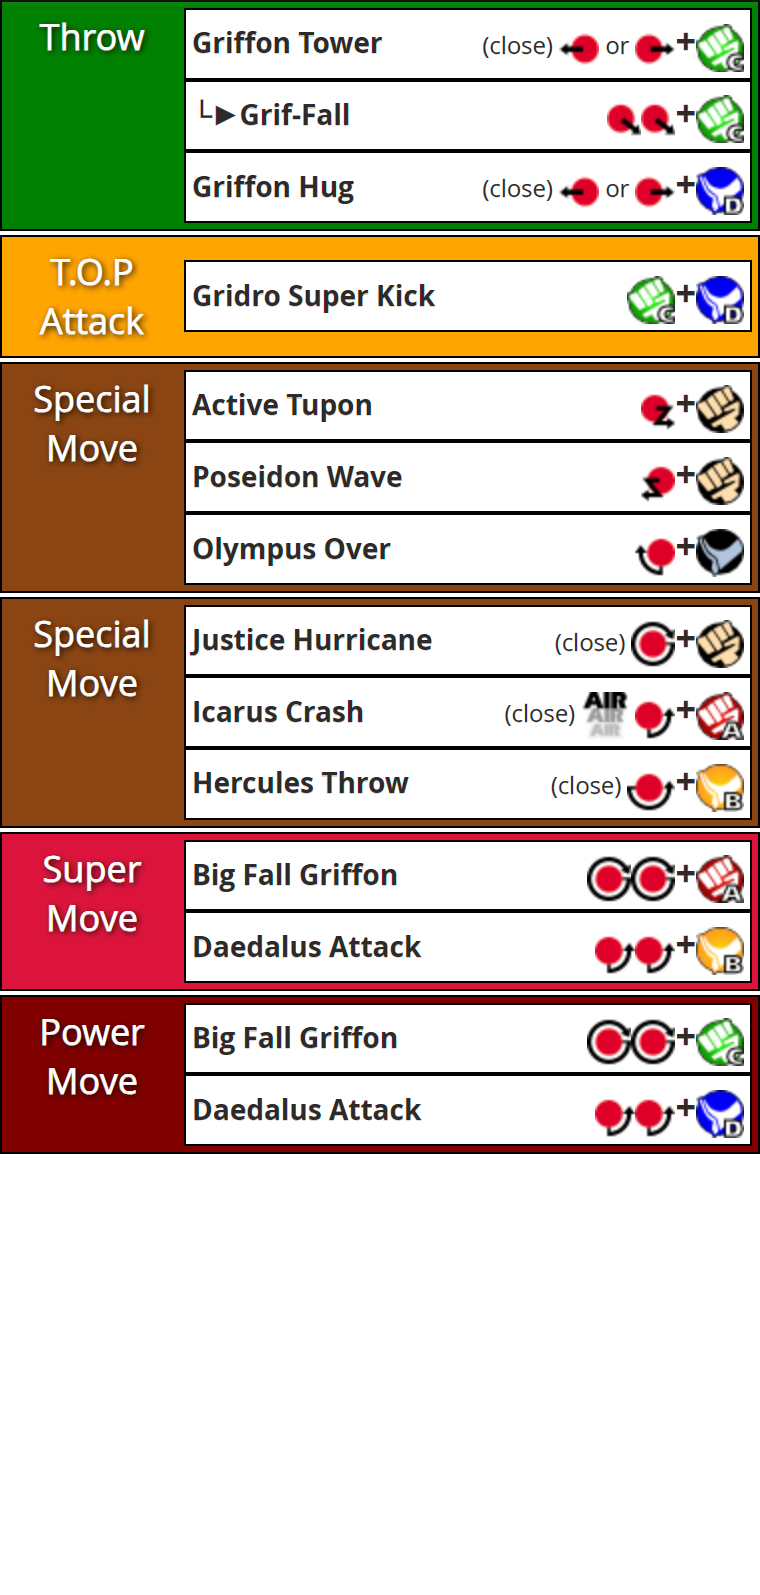 Throw
Griffon Tower (close) or + C
└►Grif-Fall + C
Griffon Hug (close) or + D
T.O.P
Attack
Gridro Super Kick C + D
Special
Move
Active Tupon +
Poseidon Wave +
Olympus Over +
Special
Move
Justice Hurricane (close) +
Icarus Crash (close) AIR AIR AIR + A
Hercules Throw (close) + B
Super
Move
Big Fall Griffon + A
Daedalus Attack + B
Power
Move
Big Fall Griffon + C
Daedalus Attack + D